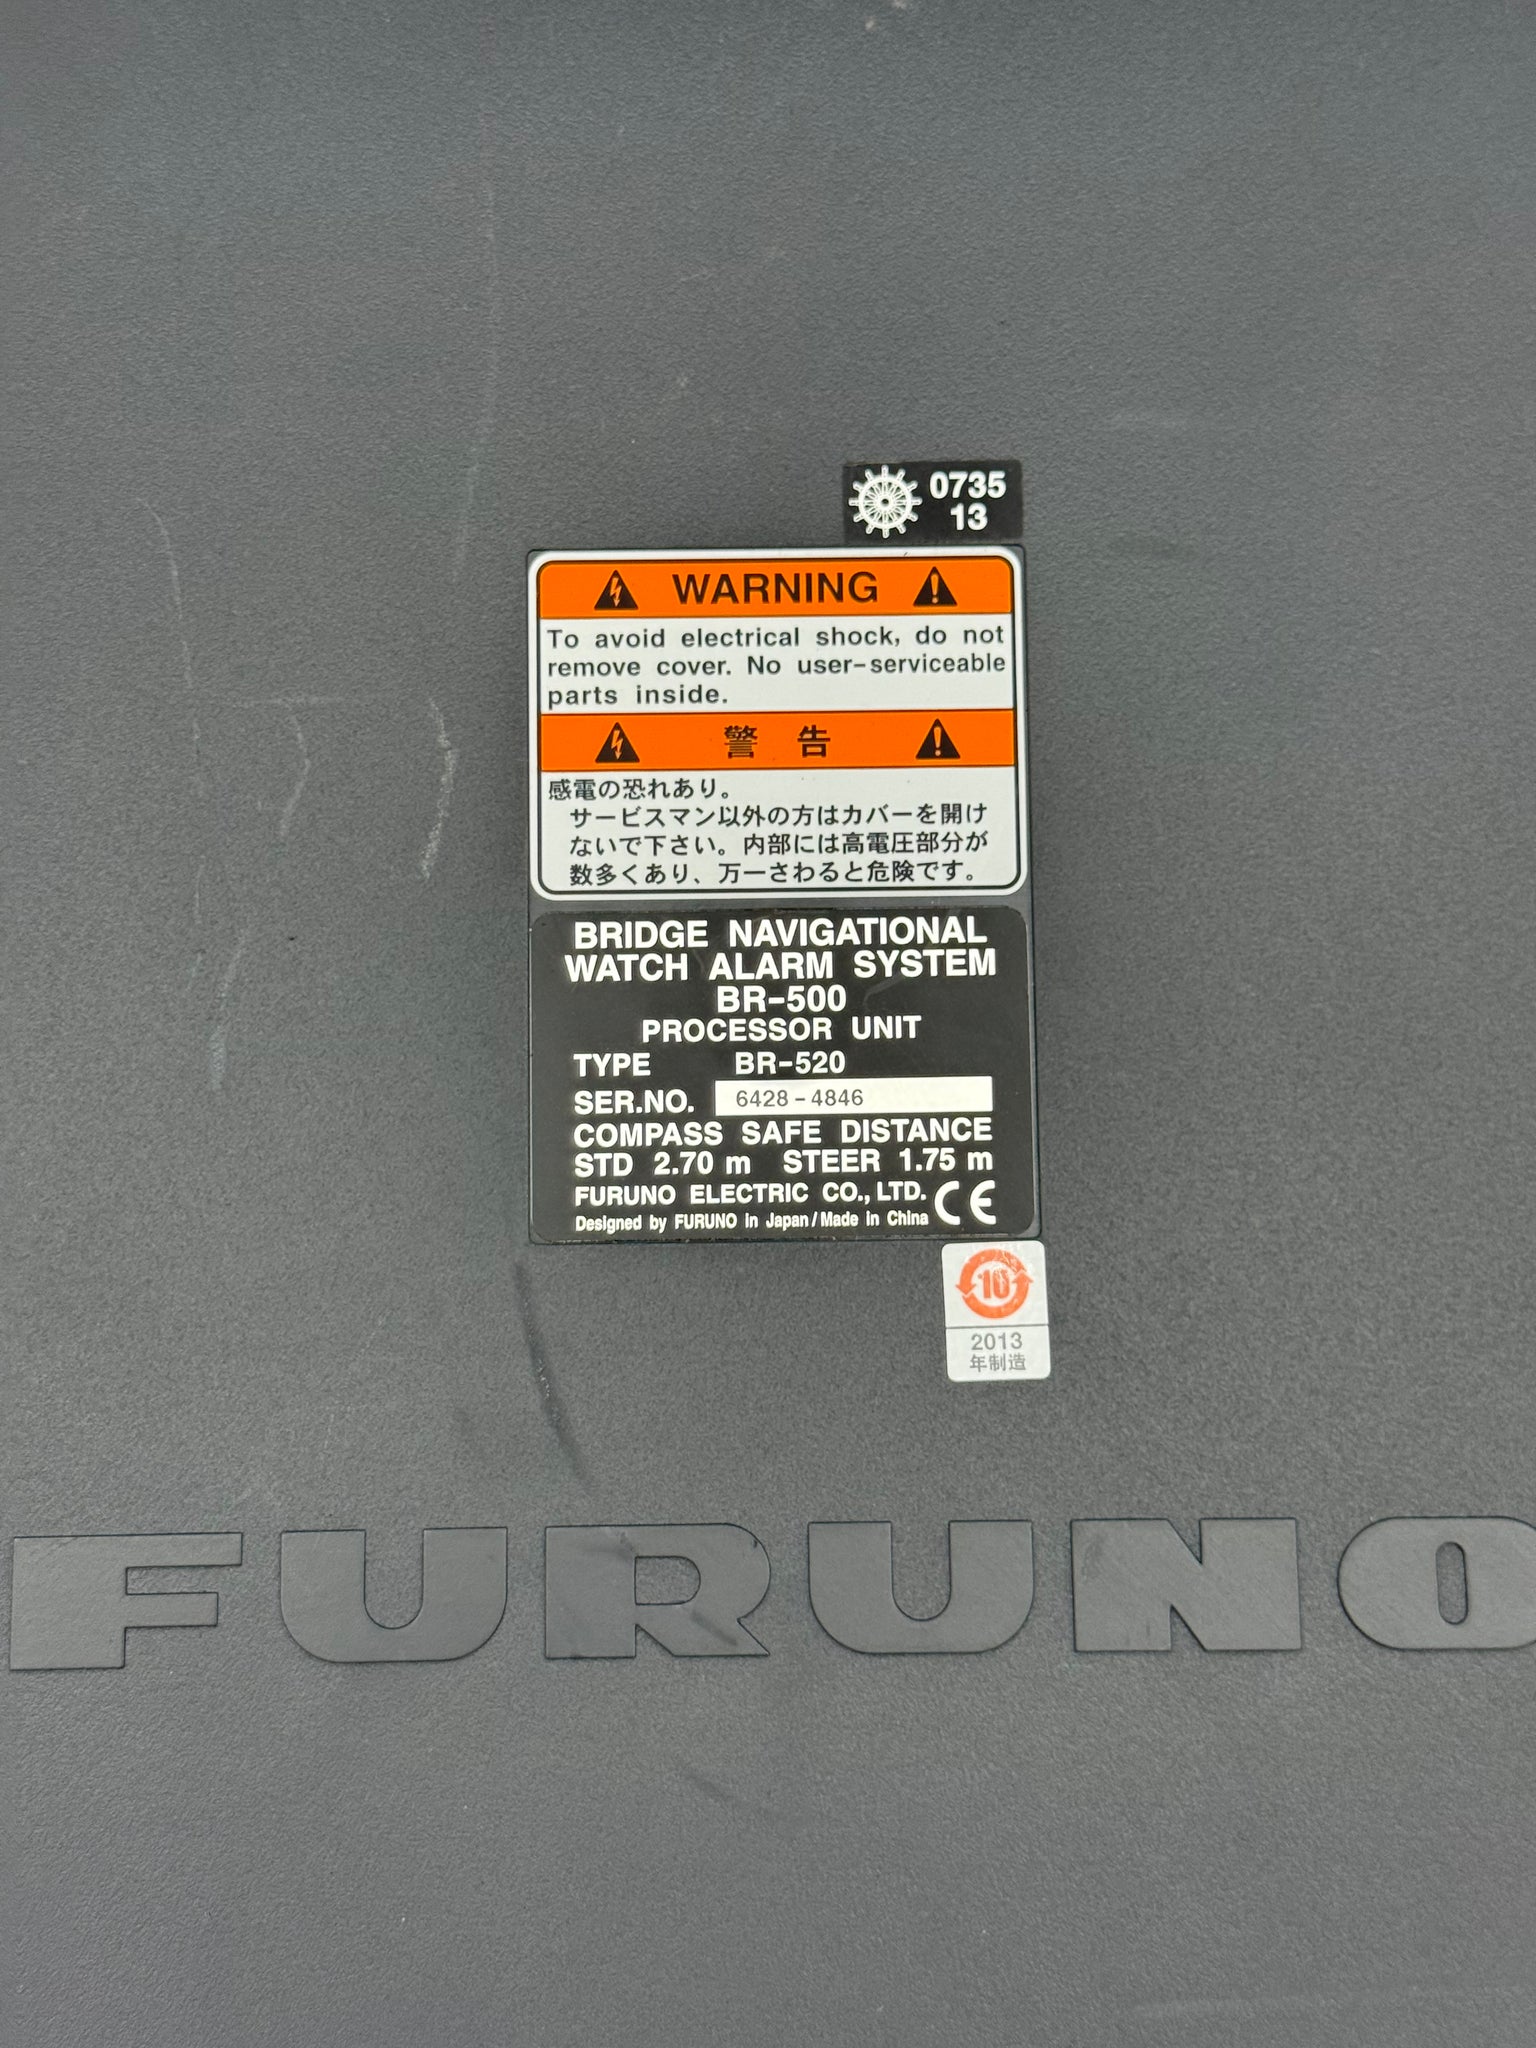 0735
13
WARNING
To avoid electrical shock, do not
remove cover. No user-serviceable
parts inside.
警 告
感電の恐れあり。
サービスマン以外の方はカバーを開け
ないで下さい。内部には高電圧部分が
数多くあり、万一さわると危険です。
BRIDGE NAVIGATIONAL
WATCH ALARM SYSTEM
BR-500
PROCESSOR UNIT
TYPE BR-520
SER.NO. 6428-4846
COMPASS SAFE DISTANCE
STD 2.70 m STEER 1.75 m
FURUNO ELECTRIC CO., LTD. CE
Designed by FURUNO in Japan/Made in China
10
2013
年制造
FURUNO